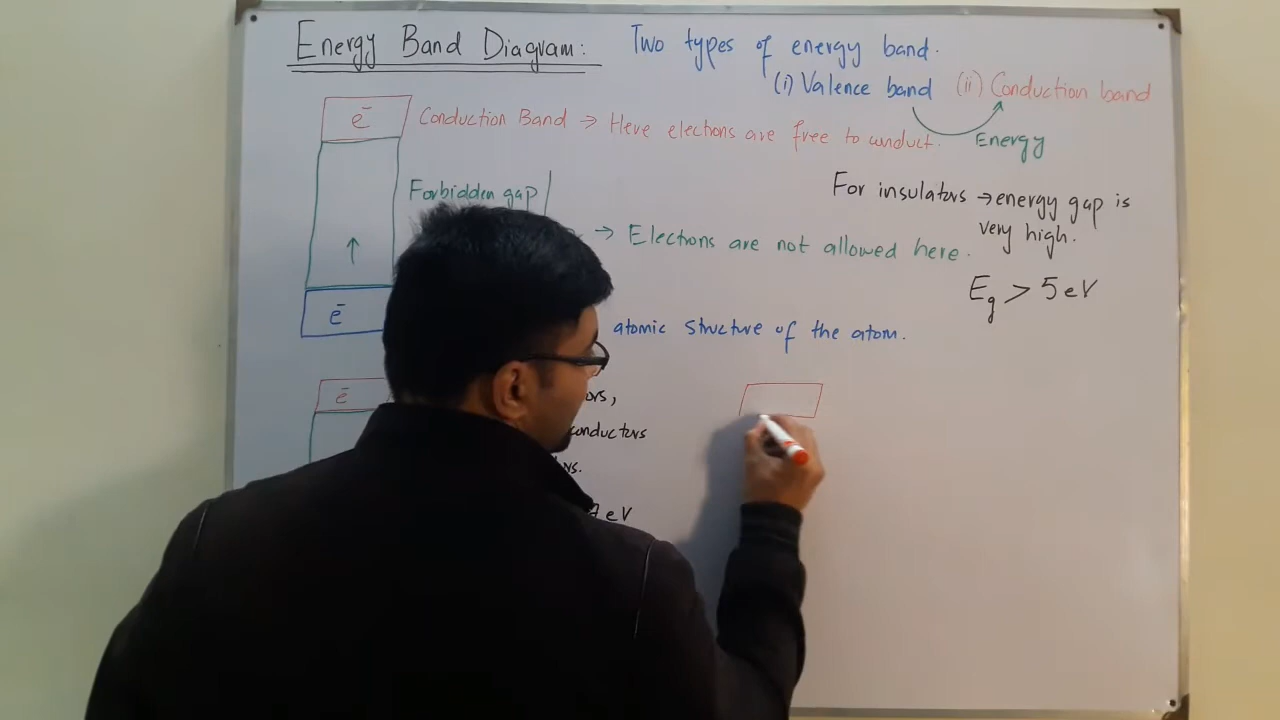 Energy Band Diagram: Two types of energy band.
(i) Valence band (ii) Conduction band
Energy
e̅ Conduction Band → Here electrons are free to conduct.
Forbidden gap
For insulators → energy gap is
very high.
→ Electrons are not allowed here.
Eg > 5 eV
e̅
atomic structure of the atom.
e̅
ors,
conductors
rs.
7 eV